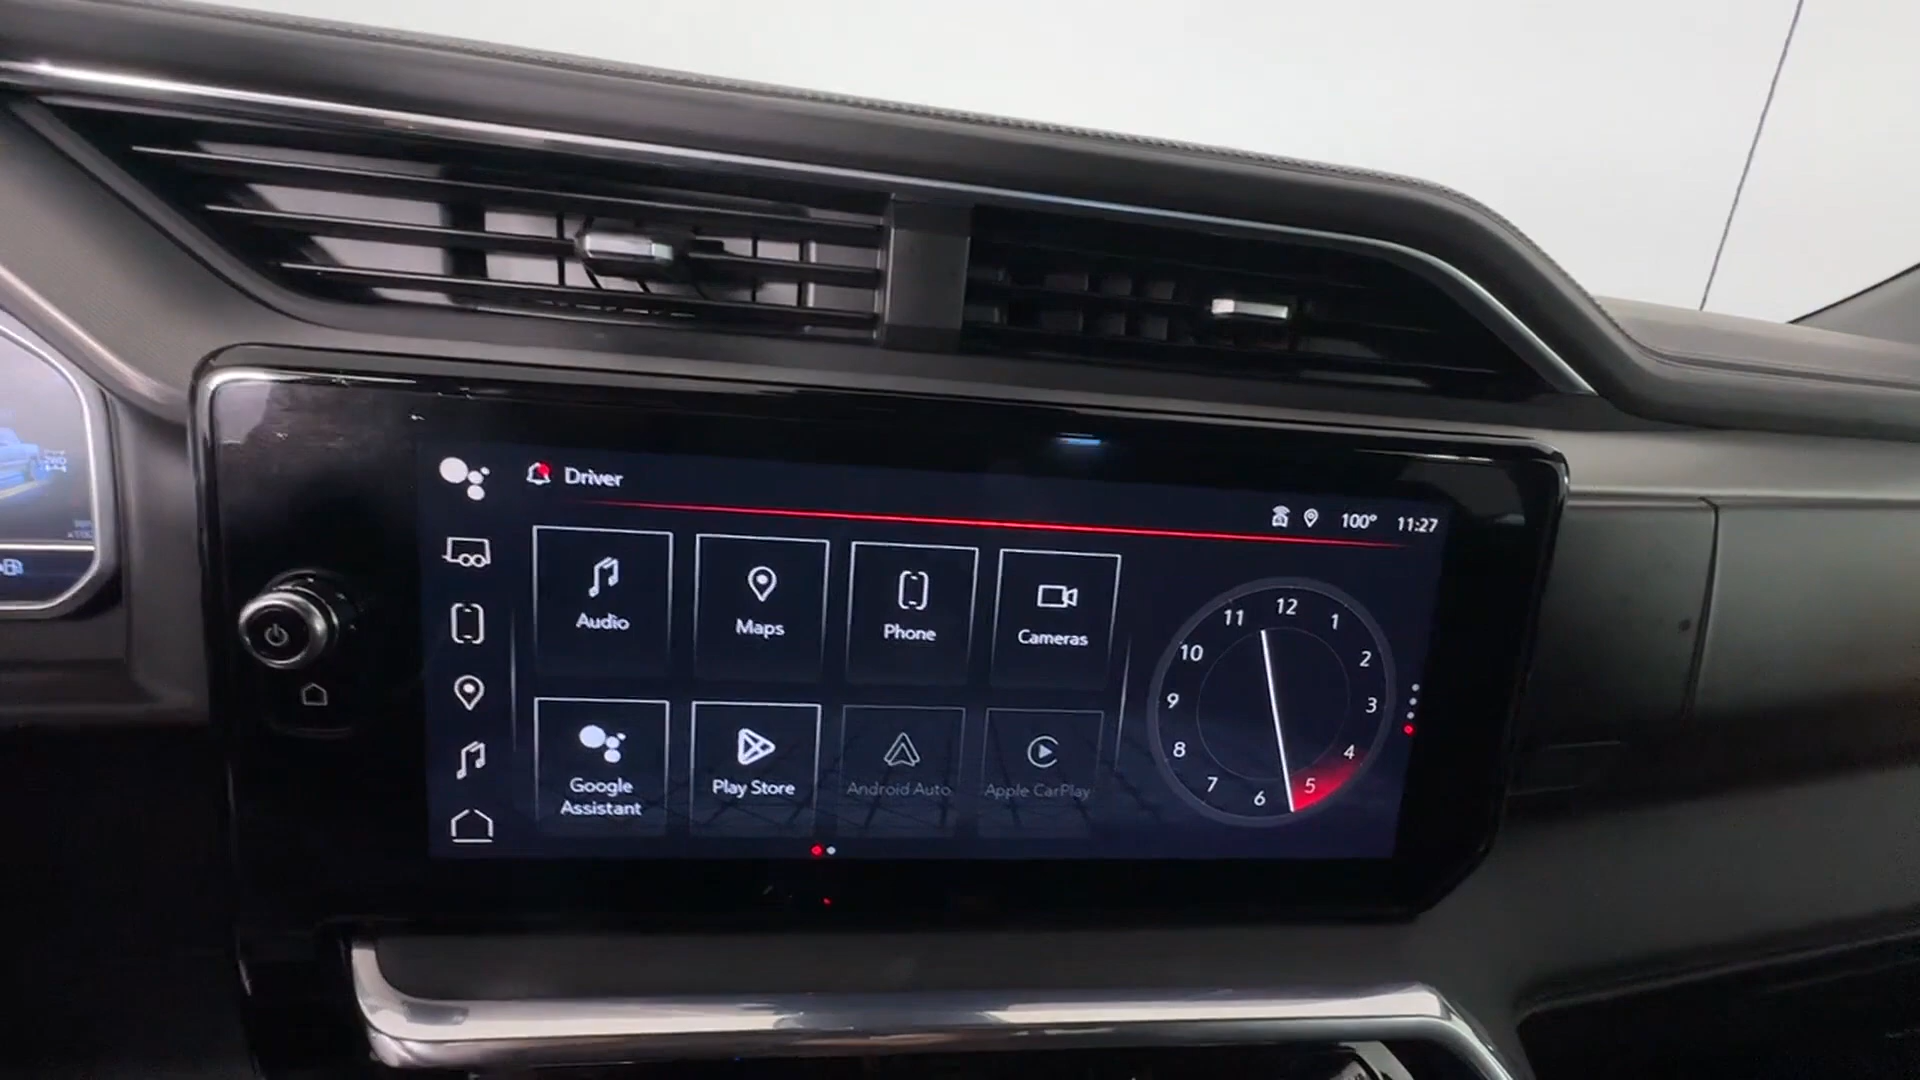 Driver
100° 11:27
Audio
Maps
Phone
Cameras
Google
Assistant
Play Store
Android Auto
Apple CarPlay
12
1
2
3
4
5
6
7
8
9
10
11
2WD